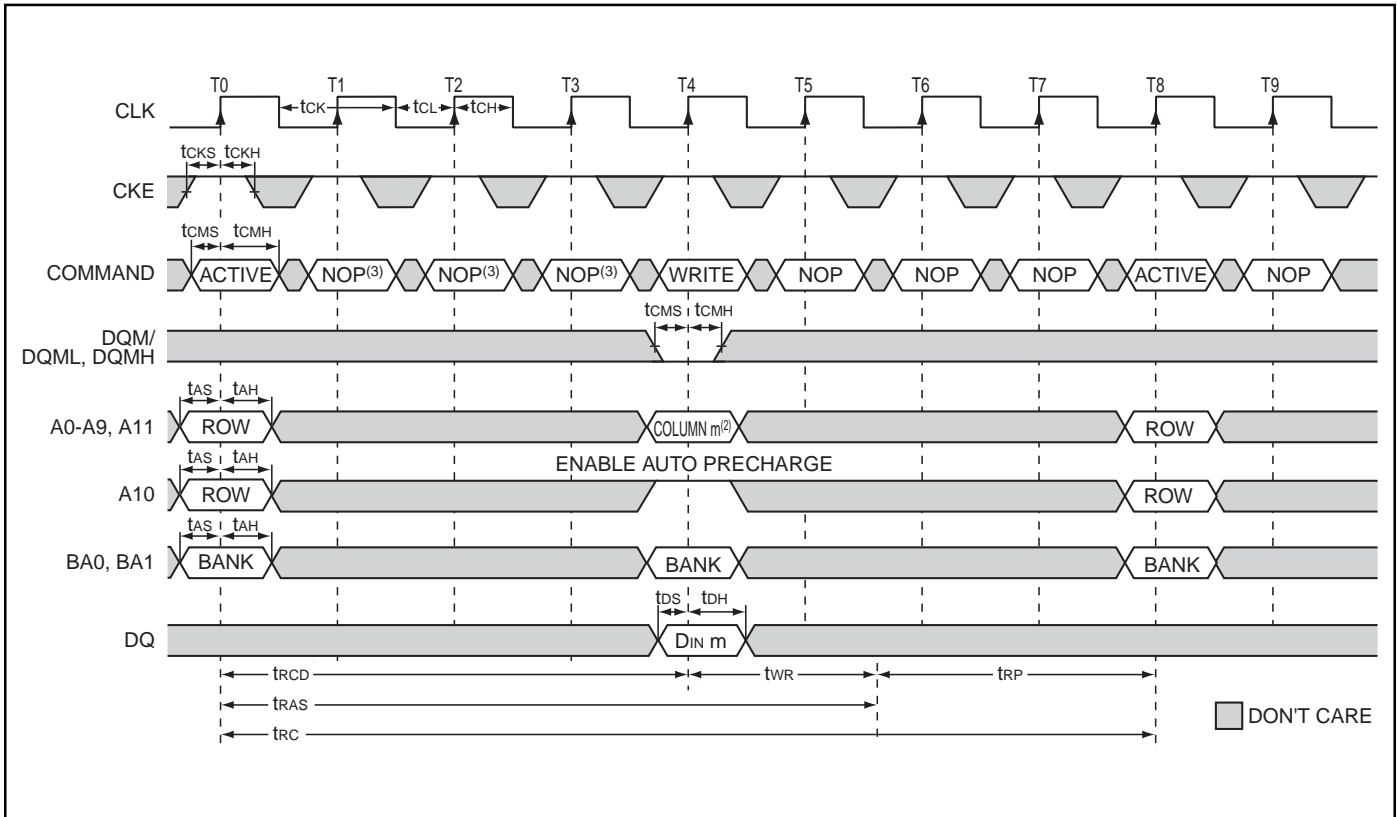 T0 T1 T2 T3 T4 T5 T6 T7 T8 T9
CLK tCK tCL tCH
tCKS tCKH
CKE
tCMS tCMH
COMMAND ACTIVE NOP(3) NOP(3) NOP(3) WRITE NOP NOP NOP ACTIVE NOP
tCMS tCMH
DQM/
DQML, DQMH
tAS tAH
A0-A9, A11 ROW COLUMN m(2) ROW
tAS tAH ENABLE AUTO PRECHARGE
A10 ROW ROW
tAS tAH
BA0, BA1 BANK BANK BANK
tDS tDH
DQ DIN m
tRCD tWR tRP
tRAS
DON'T CARE
tRC